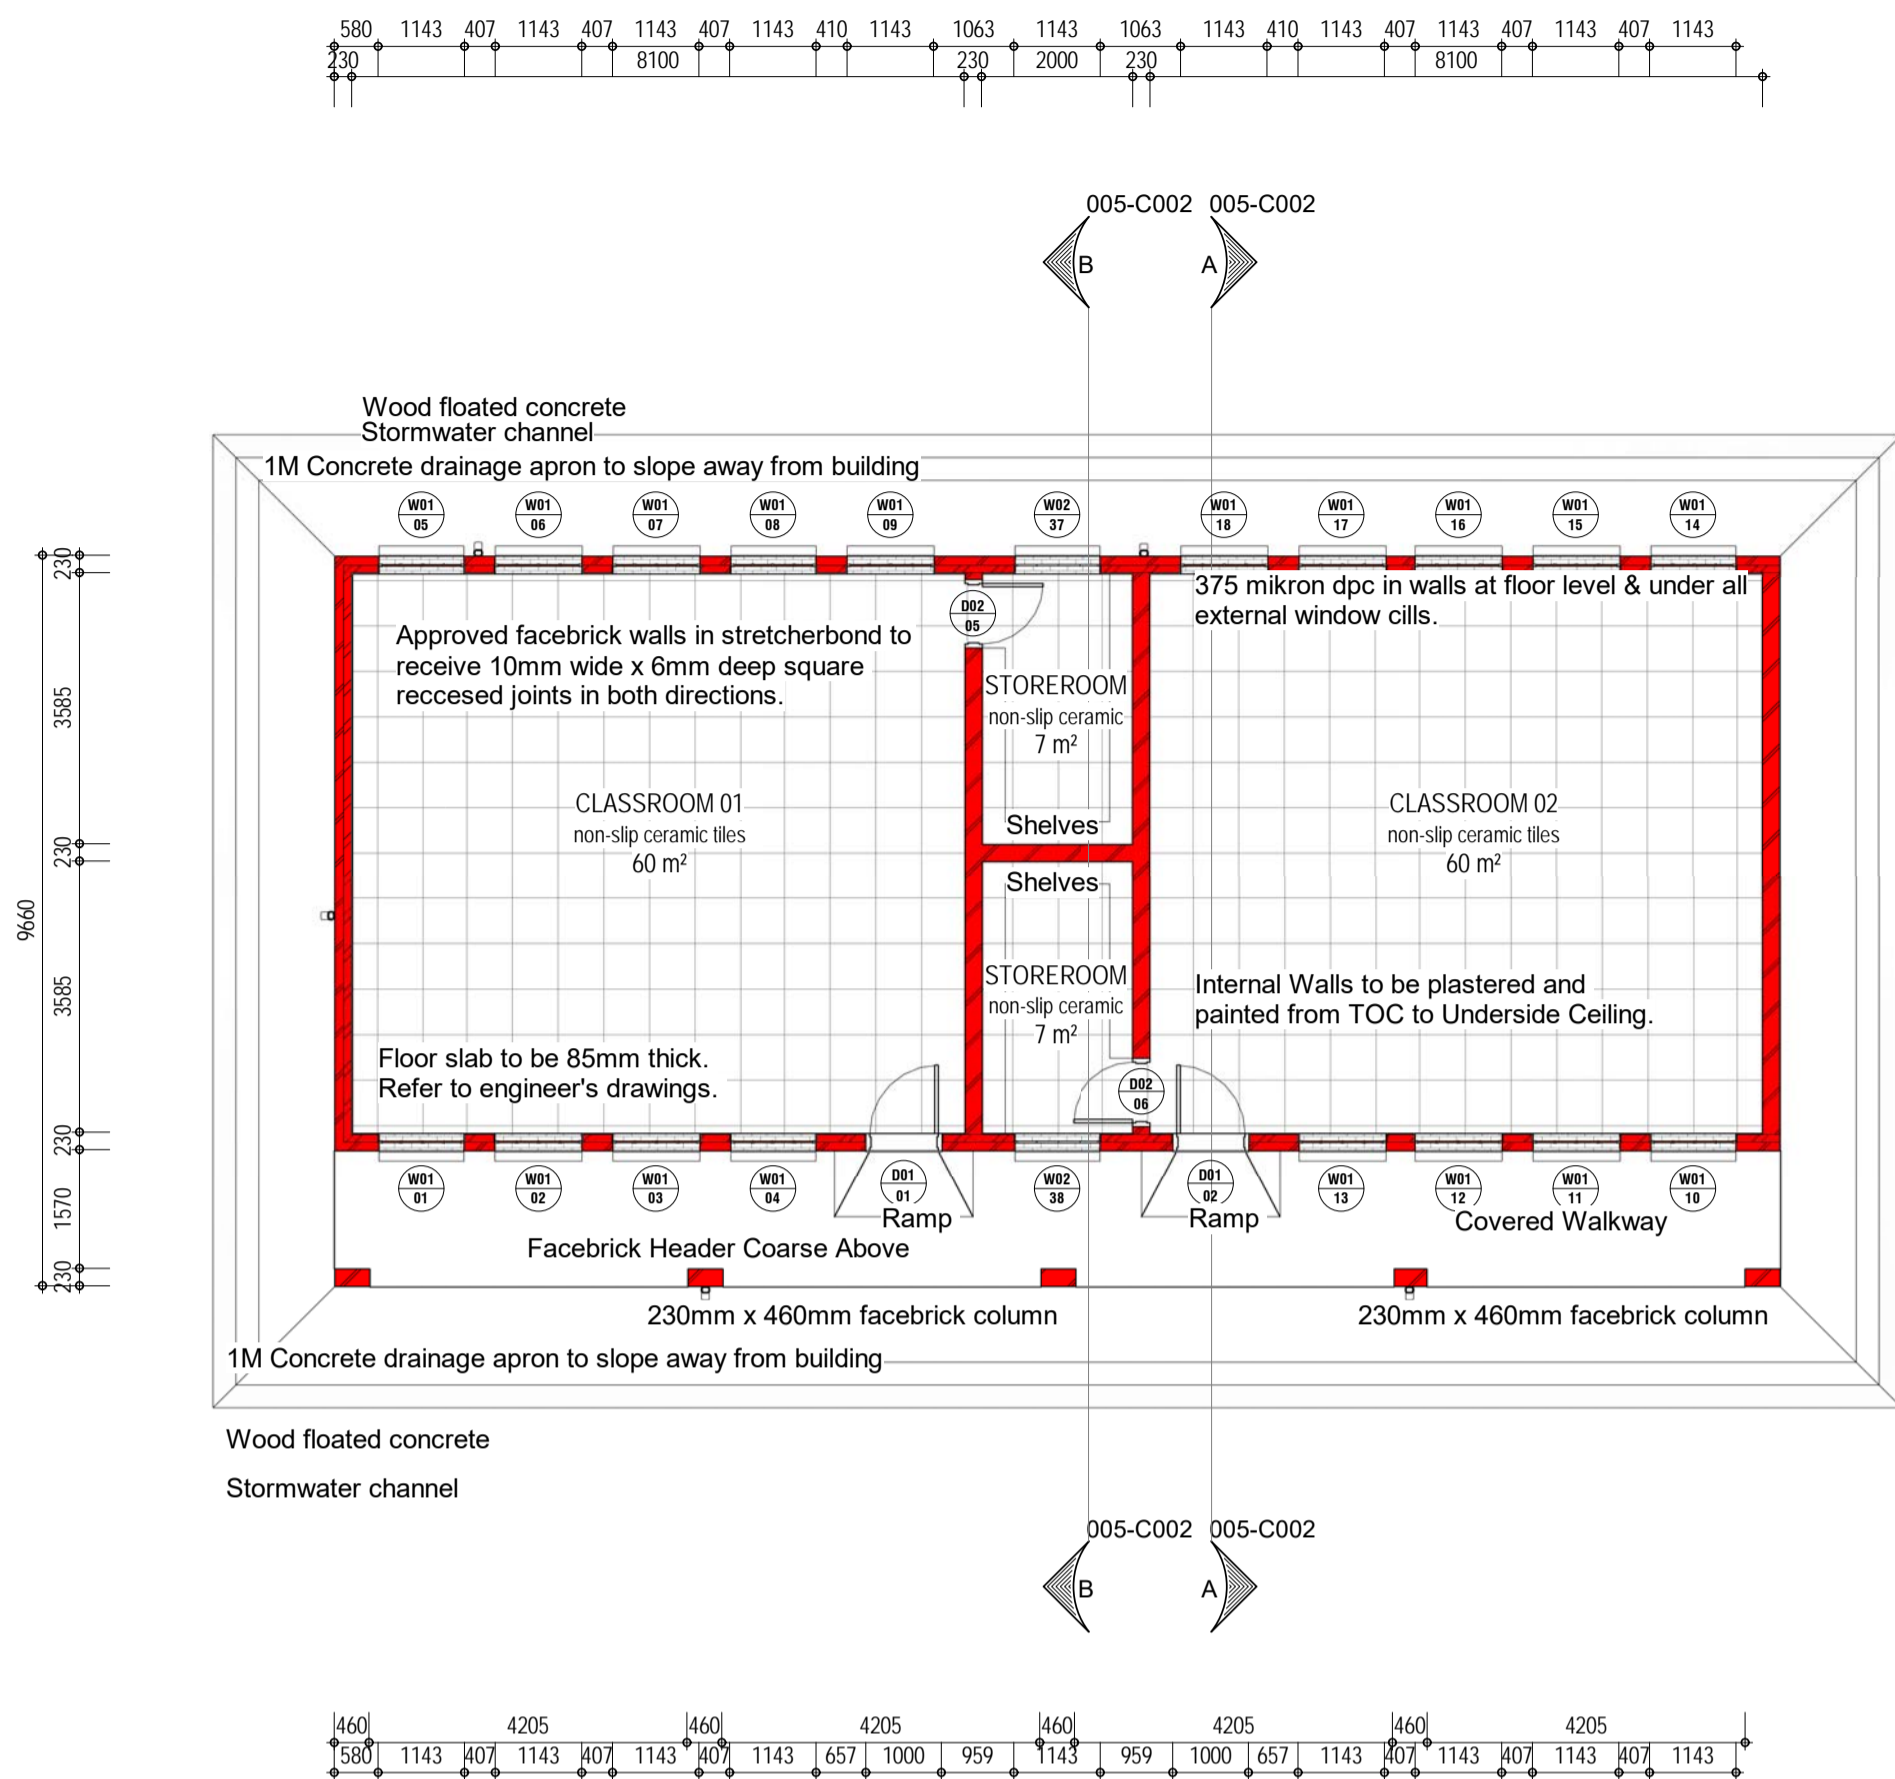 580 1143 407 1143 407 1143 407 1143 410 1143 1063 1143 1063 1143 410 1143 407 1143 407 1143 407 1143
230 8100 230 2000 230 8100
005-C002 005-C002
B A
Wood floated concrete
Stormwater channel
1M Concrete drainage apron to slope away from building
W01 W01 W01 W01 W01 W02 W01 W01 W01 W01 W01
05 06 07 08 09 37 18 17 16 15 14
230
3585
230
3585
230
1570
230
9660
375 mikron dpc in walls at floor level & under all
external window cills.
D02
05
Approved facebrick walls in stretcherbond to
receive 10mm wide x 6mm deep square
reccesed joints in both directions.
STOREROOM
non-slip ceramic
7 m²
CLASSROOM 01
non-slip ceramic tiles
60 m²
Shelves
CLASSROOM 02
non-slip ceramic tiles
60 m²
Shelves
STOREROOM
non-slip ceramic
7 m²
Internal Walls to be plastered and
painted from TOC to Underside Ceiling.
Floor slab to be 85mm thick.
Refer to engineer's drawings.
D02
06
W01 W01 W01 W01 D01 W02 D01 W01 W01 W01 W01
01 02 03 04 01 38 02 13 12 11 10
Ramp Ramp Covered Walkway
Facebrick Header Coarse Above
230mm x 460mm facebrick column 230mm x 460mm facebrick column
1M Concrete drainage apron to slope away from building
Wood floated concrete
Stormwater channel
005-C002 005-C002
B A
460 4205 460 4205 460 4205 460 4205
580 1143 407 1143 407 1143 407 1143 657 1000 959 1143 959 1000 657 1143 407 1143 407 1143 407 1143